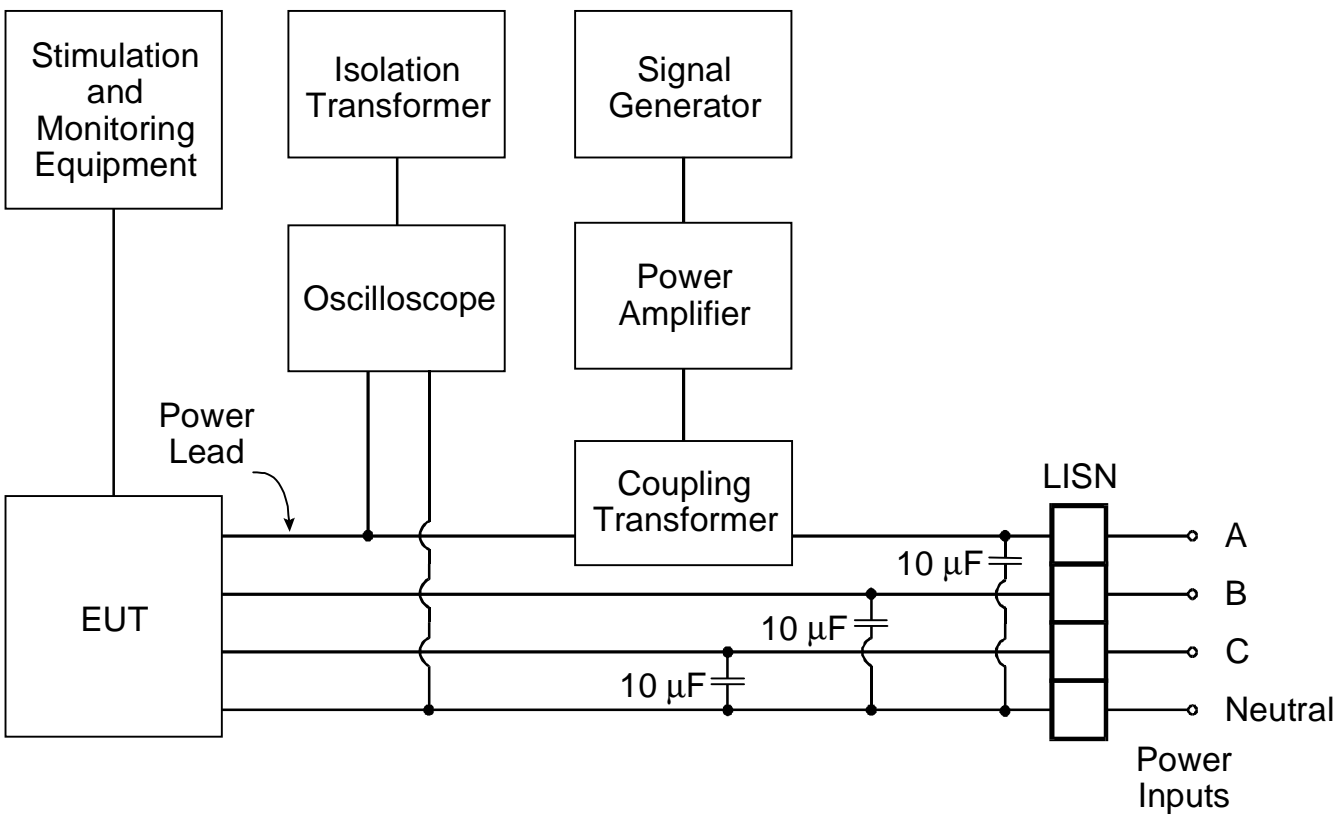 Stimulation
and
Monitoring
Equipment
Isolation
Transformer
Signal
Generator
Oscilloscope
Power
Amplifier
Power
Lead
Coupling
Transformer
LISN
EUT
10 μF
A
10 μF
B
10 μF
C
Neutral
Power
Inputs